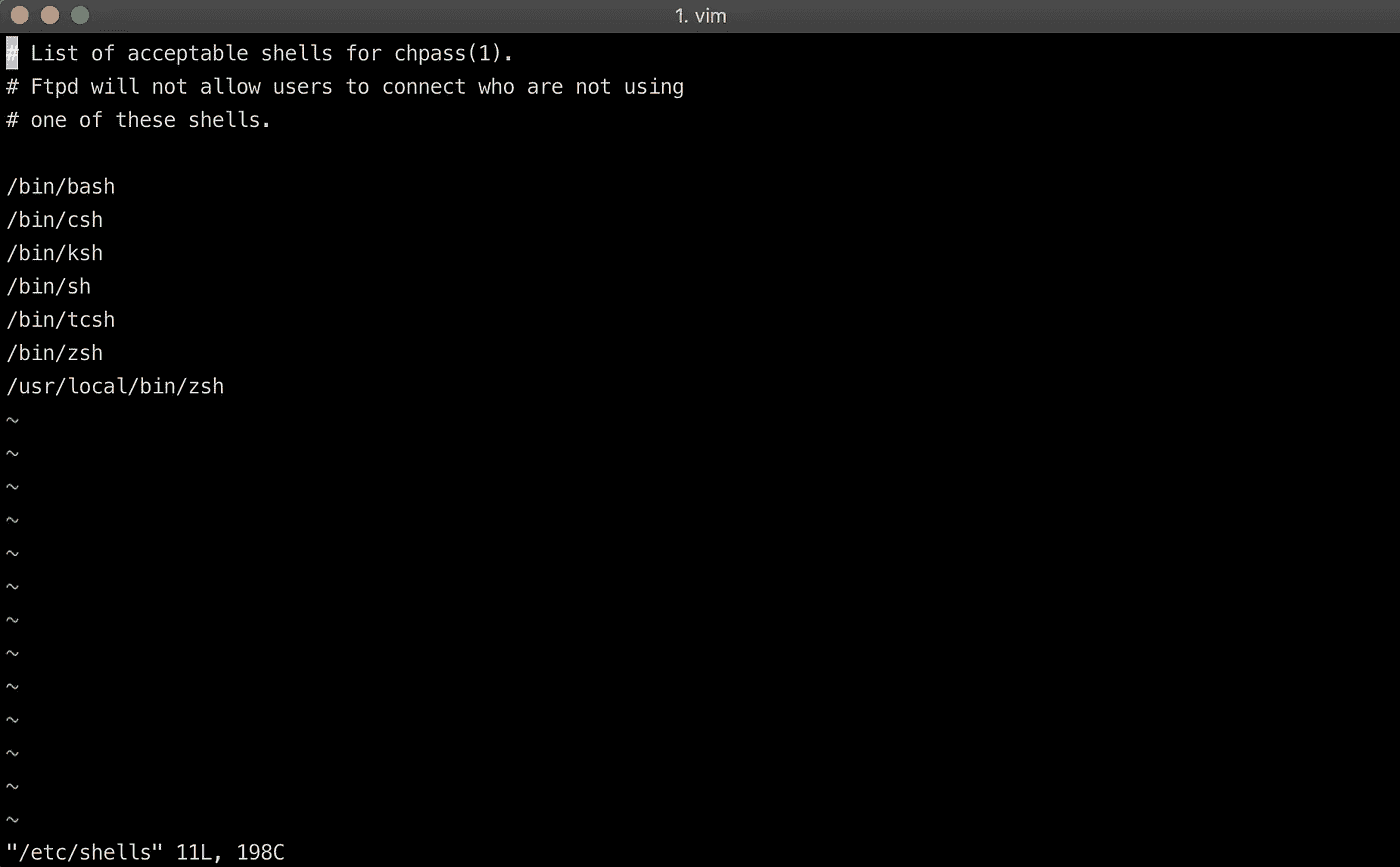 1. vim
# List of acceptable shells for chpass(1).
# Ftpd will not allow users to connect who are not using
# one of these shells.
/bin/bash
/bin/csh
/bin/ksh
/bin/sh
/bin/tcsh
/bin/zsh
/usr/local/bin/zsh
~
~
~
~
~
~
~
~
~
~
~
~
~
"/etc/shells" 11L, 198C